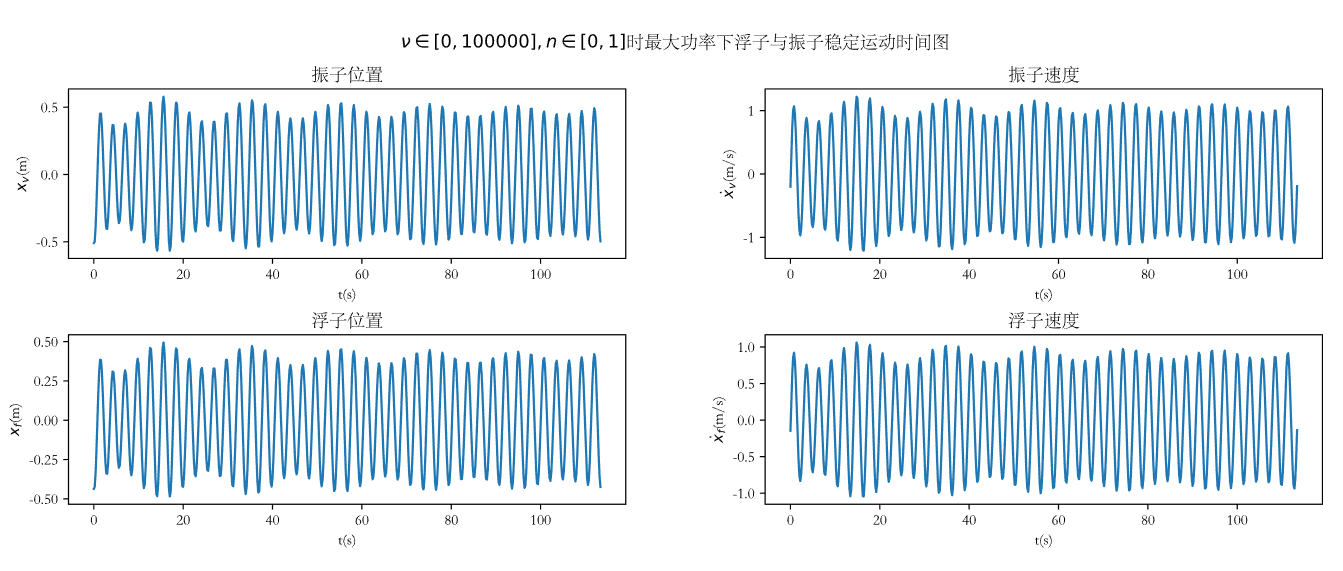 ν∈[0,100000],n∈[0,1]时最大功率下浮子与振子稳定运动时间图
振子位置
0.5
0.0
-0.5
x_v(m)
0 20 40 60 80 100
t(s)
振子速度
1
0
-1
ẋ_v(m/s)
0 20 40 60 80 100
t(s)
浮子位置
0.50
0.25
0.00
-0.25
-0.50
x_f(m)
0 20 40 60 80 100
t(s)
浮子速度
1.0
0.5
0.0
-0.5
-1.0
ẋ_f(m/s)
0 20 40 60 80 100
t(s)